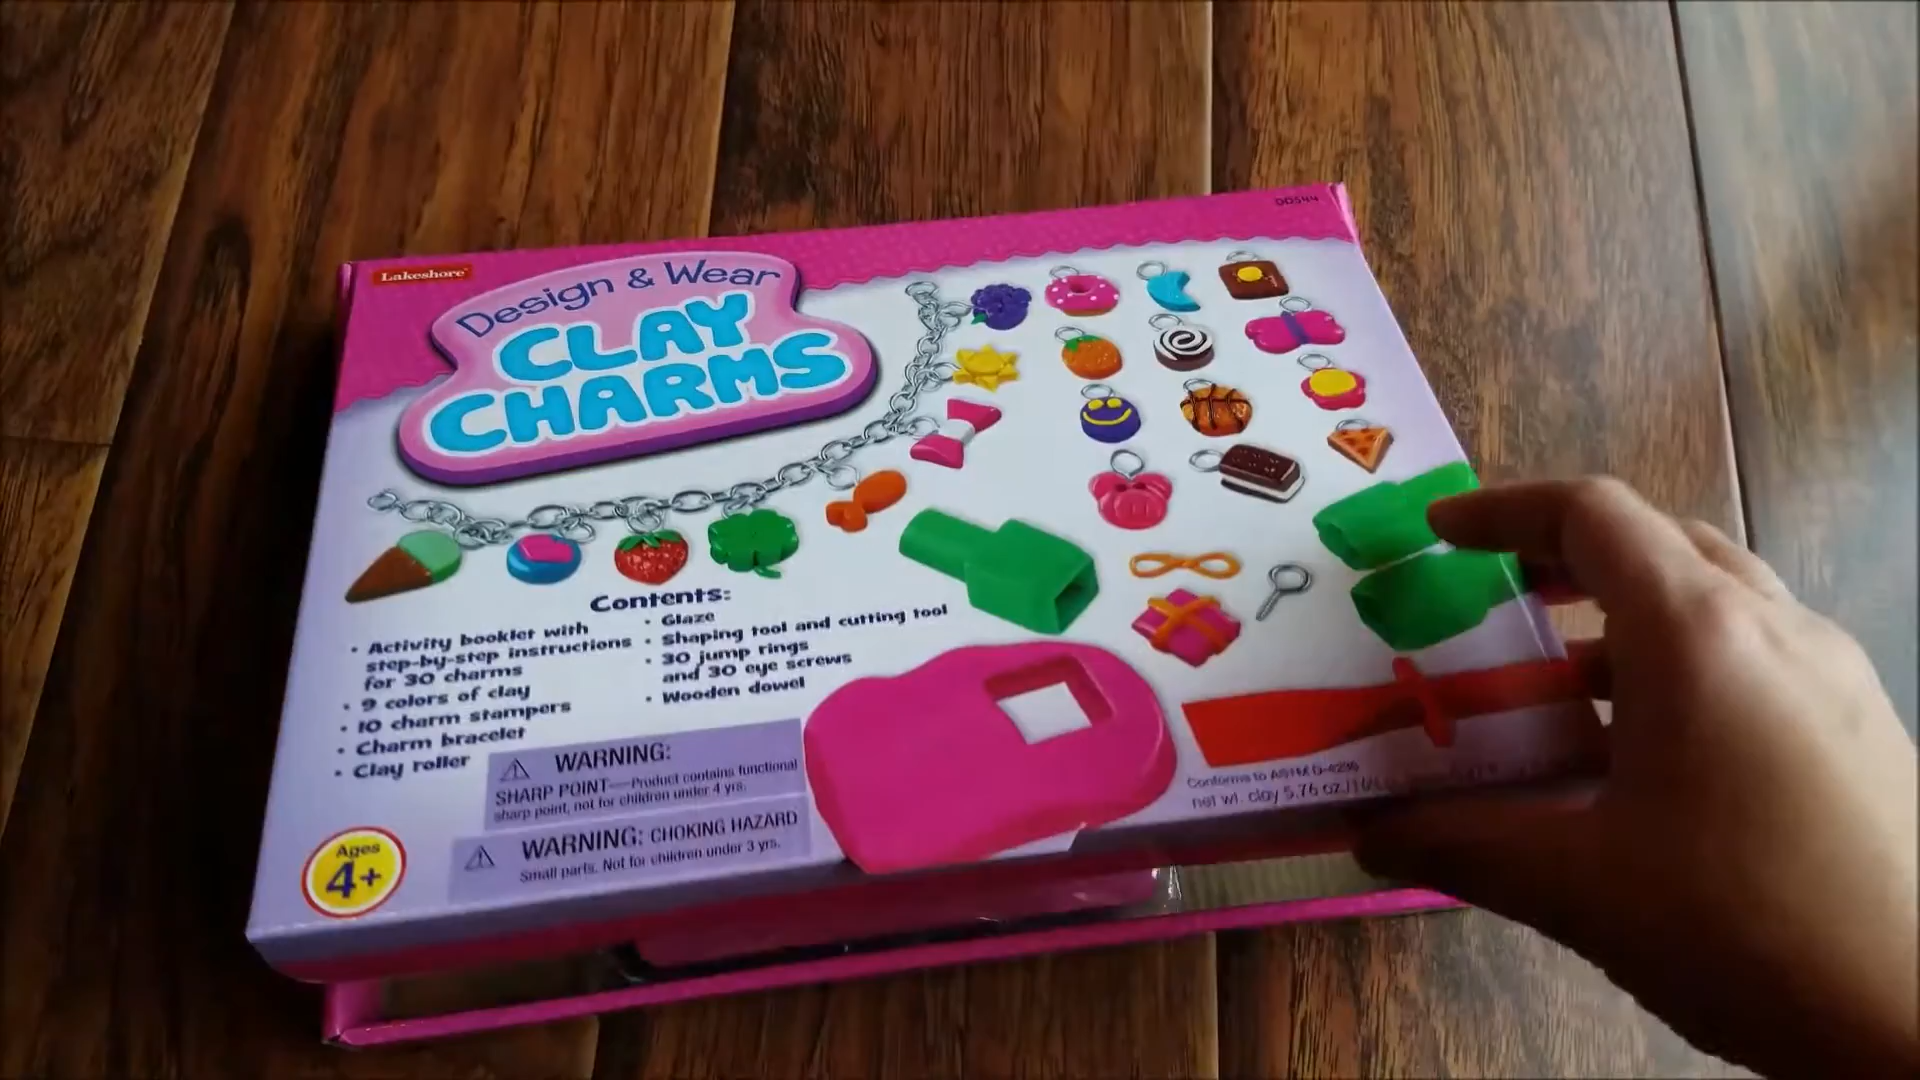 DD544
Lakeshore
Design & Wear
CLAY
CHARMS
Contents:
• Activity booklet with
step-by-step instructions
for 30 charms
• 9 colors of clay
• 10 charm stampers
• Charm bracelet
• Clay roller
• Glaze
• Shaping tool and cutting tool
• 30 jump rings
and 30 eye screws
• Wooden dowel
WARNING:
SHARP POINT—Product contains functional
sharp point, not for children under 4 yrs.
WARNING: CHOKING HAZARD
Small parts. Not for children under 3 yrs.
Ages
4+
Conforms to ASTM D-4236
net wt. clay 5.76 oz.